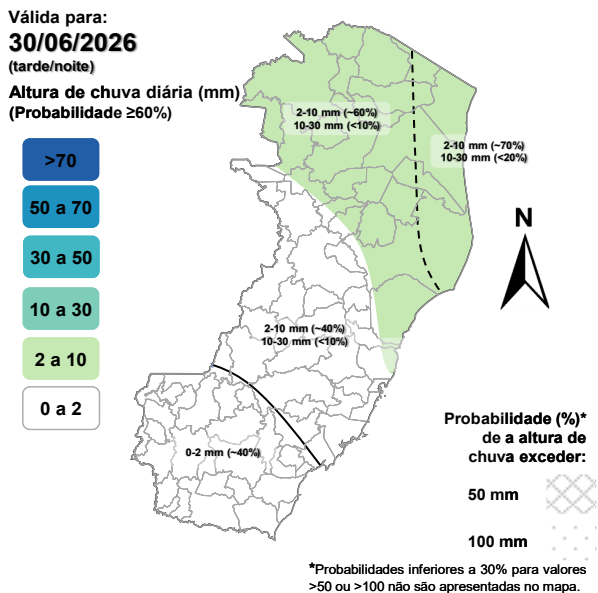 Válida para:
30/06/2026
(tarde/noite)
Altura de chuva diária (mm)
(Probabilidade ≥60%)
>70
50 a 70
30 a 50
10 a 30
2 a 10
0 a 2
2-10 mm (~60%)
10-30 mm (<10%)
2-10 mm (~70%)
10-30 mm (<20%)
2-10 mm (~40%)
10-30 mm (<10%)
0-2 mm (~40%)
N
Probabilidade (%)*
de a altura de
chuva exceder:
50 mm
100 mm
*Probabilidades inferiores a 30% para valores
>50 ou >100 não são apresentadas no mapa.